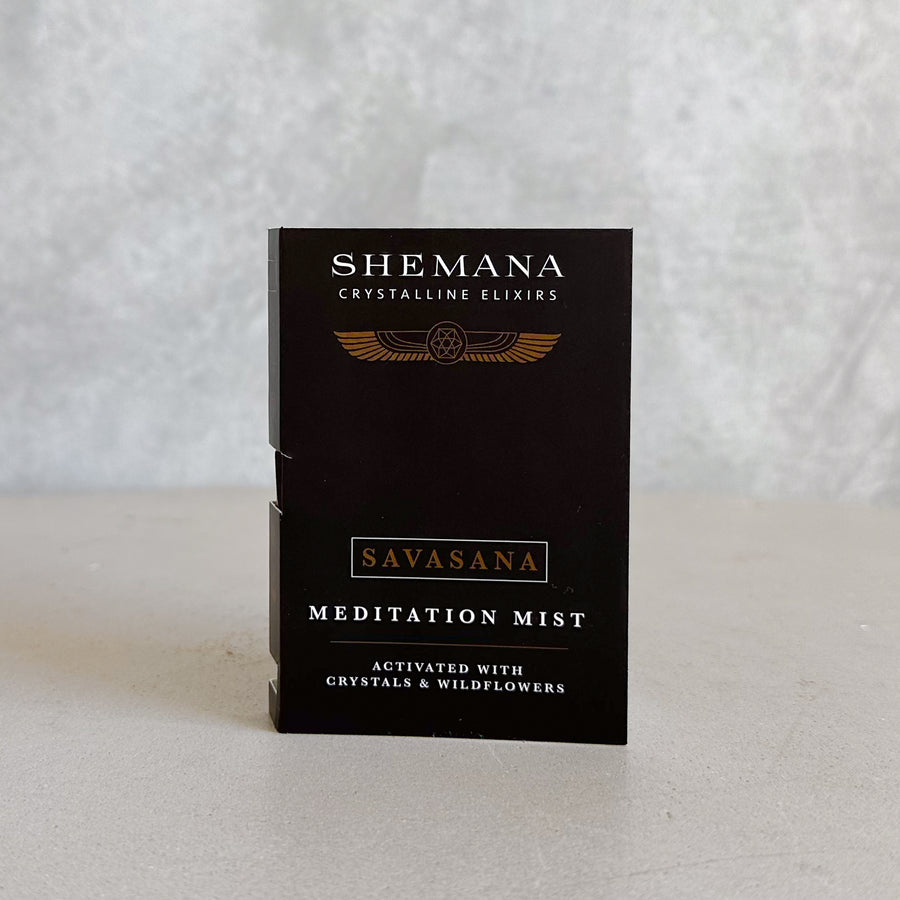 SHEMANA
CRYSTALLINE ELIXIRS
SAVASANA
MEDITATION MIST
ACTIVATED WITH
CRYSTALS & WILDFLOWERS